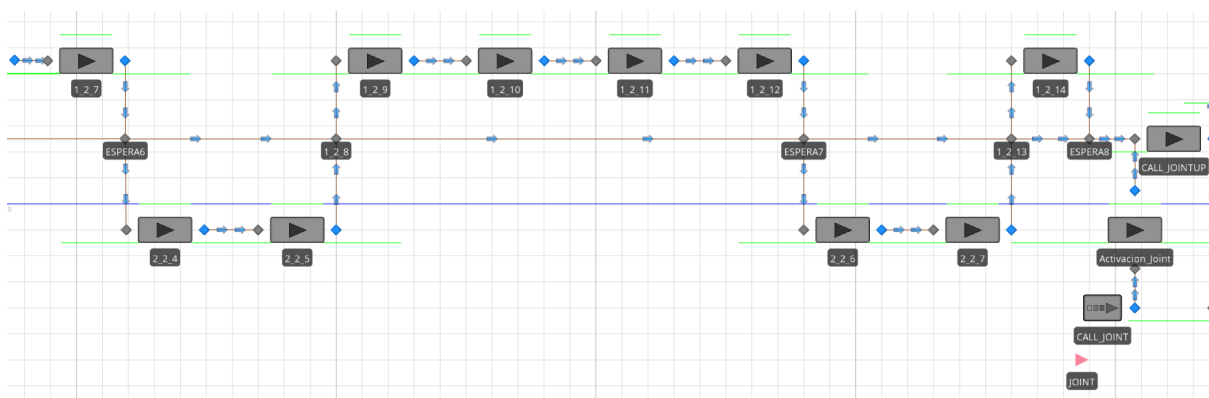 1_2_7
1_2_9
1_2_10
1_2_11
1_2_12
1_2_14
ESPERA6
1_2_8
ESPERA7
1_2_13
ESPERA8
CALL_JOINTUP
0
2_2_4
2_2_5
2_2_6
2_2_7
Activacion_Joint
CALL_JOINT
JOINT